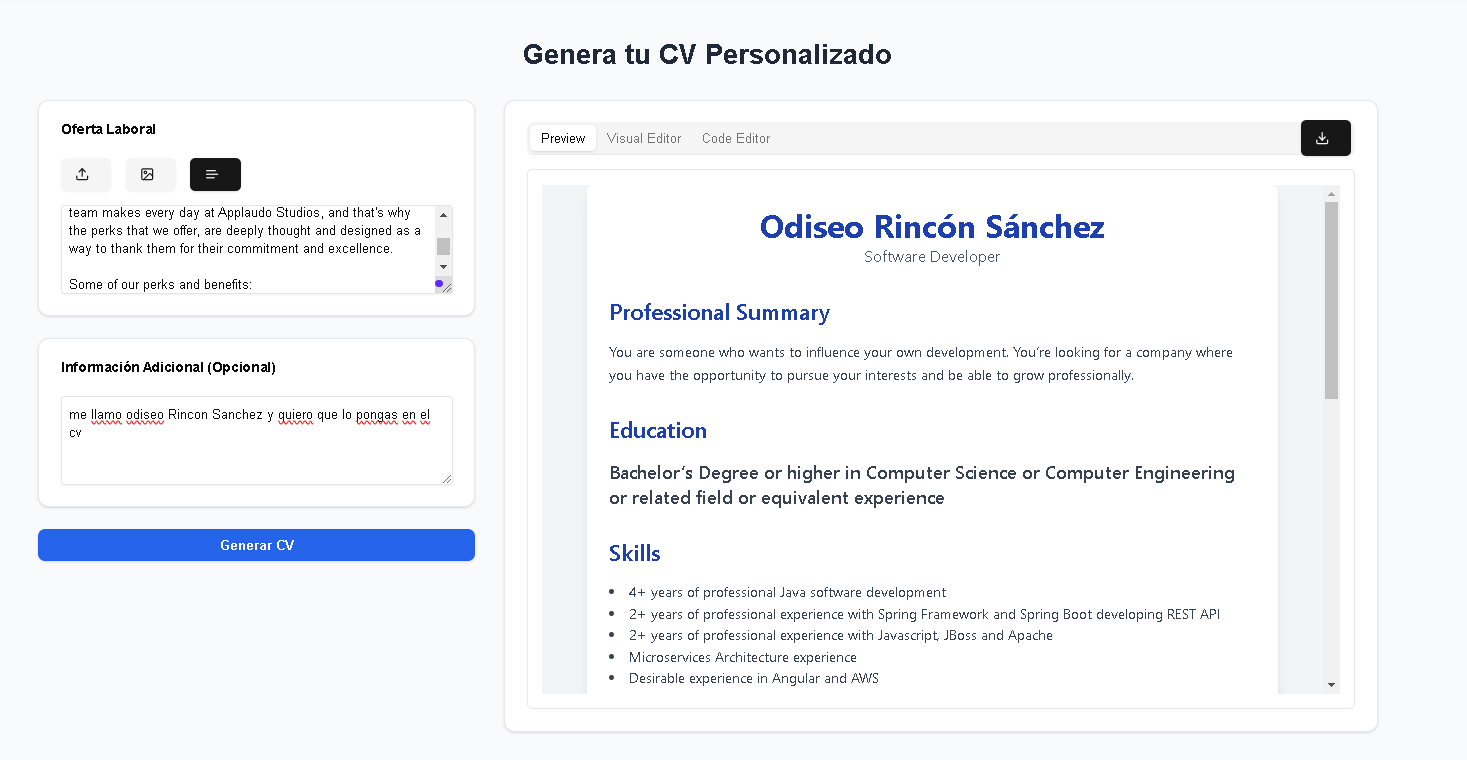 Genera tu CV Personalizado
Oferta Laboral
team makes every day at Applaudo Studios, and that's why
the perks that we offer, are deeply thought and designed as a
way to thank them for their commitment and excellence.
Some of our perks and benefits:
Información Adicional (Opcional)
me llamo odiseo Rincon Sanchez y quiero que lo pongas en el
cv
Generar CV
Preview
Visual Editor
Code Editor
Odiseo Rincón Sánchez
Software Developer
Professional Summary
You are someone who wants to influence your own development. You’re looking for a company where
you have the opportunity to pursue your interests and be able to grow professionally.
Education
Bachelor’s Degree or higher in Computer Science or Computer Engineering
or related field or equivalent experience
Skills
• 4+ years of professional Java software development
• 2+ years of professional experience with Spring Framework and Spring Boot developing REST API
• 2+ years of professional experience with Javascript, JBoss and Apache
• Microservices Architecture experience
• Desirable experience in Angular and AWS